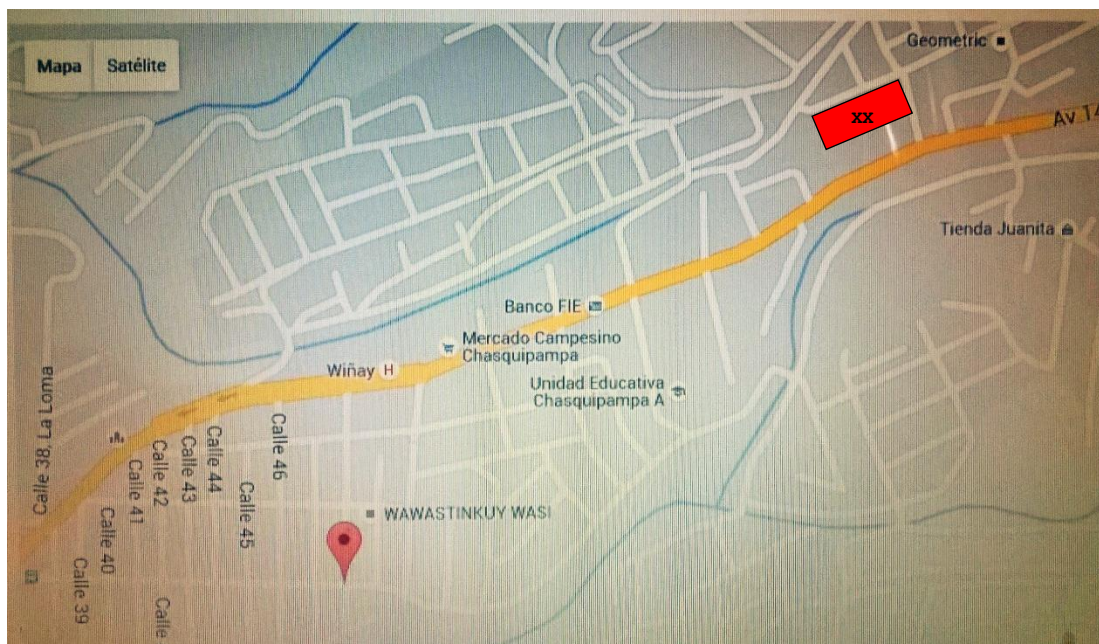 Mapa
Satélite
Geometric
xx
Av 14
Tienda Juanita
Banco FIE
Mercado Campesino
Chasquipampa
Wiñay H
Unidad Educativa
Chasquipampa A
Calle 38, La Loma
Calle 46
Calle 44
Calle 43
Calle 42
Calle 41
Calle 45
Calle 40
Calle 39
Calle
WAWASTINKUY WASI